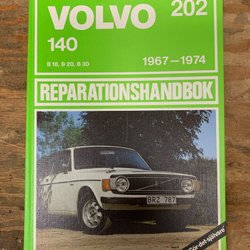 VOLVO 202
140
B 18, B 20, B 30 1967—1974
REPARATIONSHANDBOK
BRZ 787